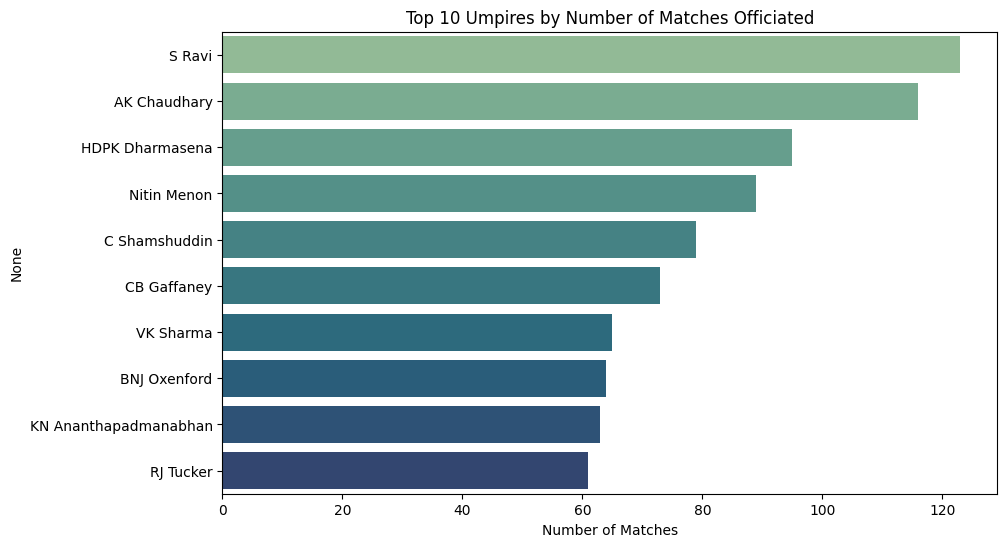 Top 10 Umpires by Number of Matches Officiated
S Ravi
AK Chaudhary
HDPK Dharmasena
Nitin Menon
C Shamshuddin
CB Gaffaney
VK Sharma
BNJ Oxenford
KN Ananthapadmanabhan
RJ Tucker
None
0 20 40 60 80 100 120
Number of Matches